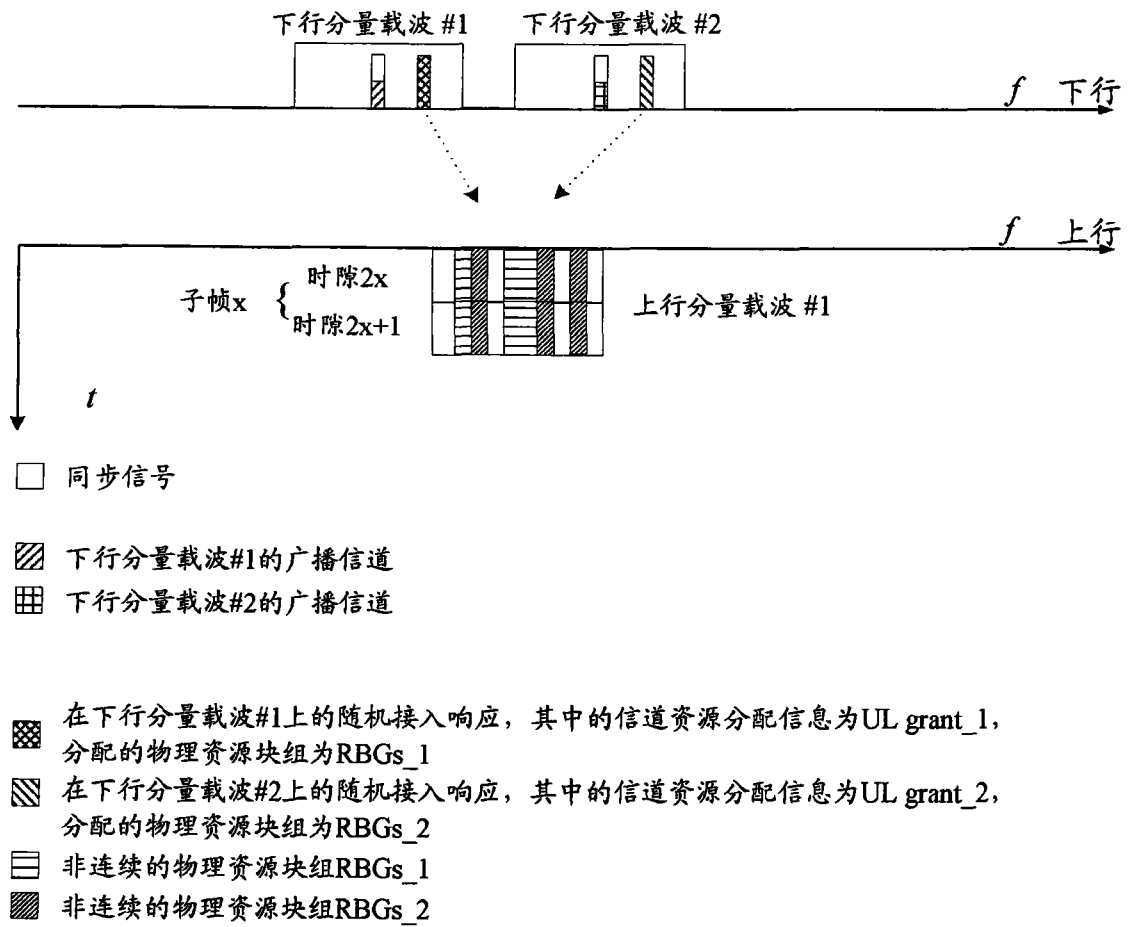 下行分量载波 #1
下行分量载波 #2
f 下行
f 上行
子帧x
时隙2x
时隙2x+1
上行分量载波 #1
t
同步信号
下行分量载波#1的广播信道
下行分量载波#2的广播信道
在下行分量载波#1上的随机接入响应，其中的信道资源分配信息为UL grant_1，
分配的物理资源块组为RBGs_1
在下行分量载波#2上的随机接入响应，其中的信道资源分配信息为UL grant_2，
分配的物理资源块组为RBGs_2
非连续的物理资源块组RBGs_1
非连续的物理资源块组RBGs_2